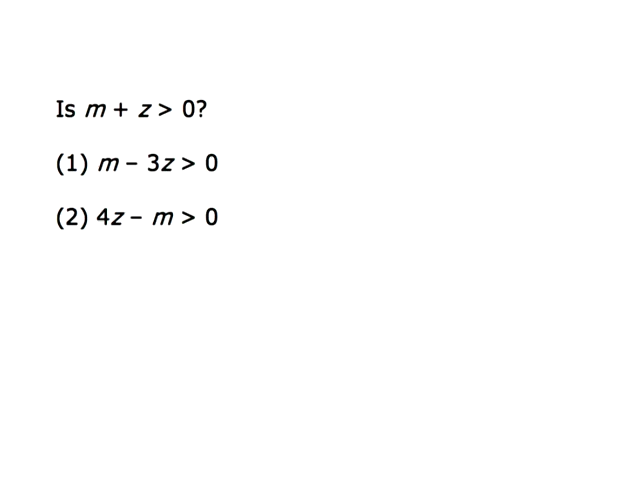 Is m + z > 0?
(1) m – 3z > 0
(2) 4z – m > 0